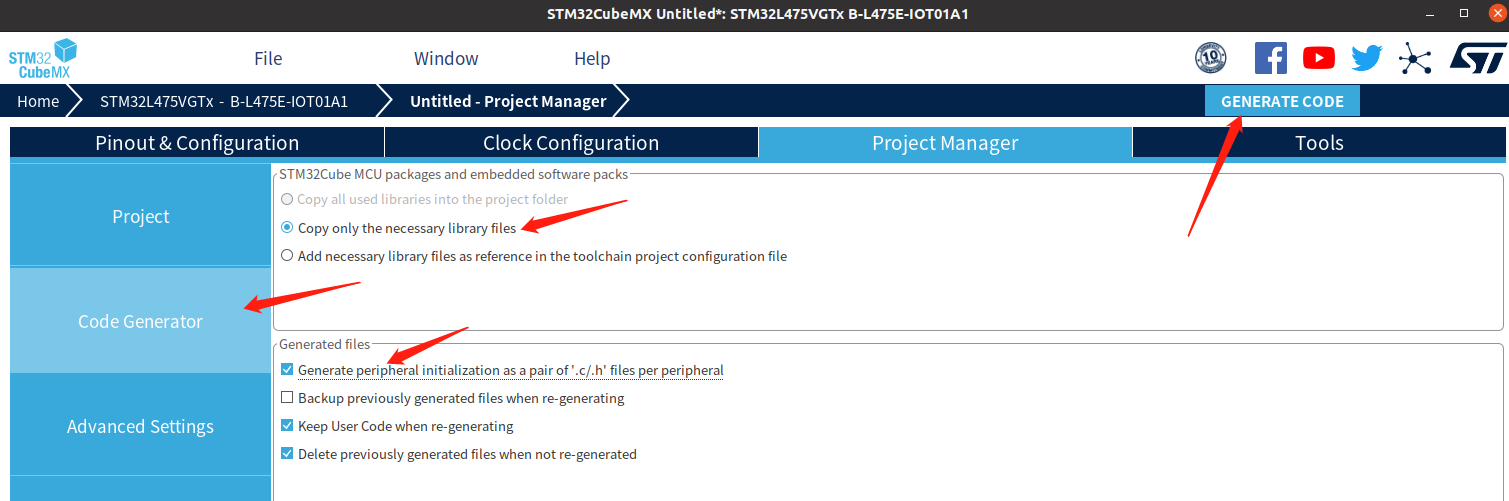 STM32CubeMX Untitled*: STM32L475VGTx B-L475E-IOT01A1
STM32
CubeMX
File
Window
Help
10
Home
STM32L475VGTx - B-L475E-IOT01A1
Untitled - Project Manager
GENERATE CODE
Pinout & Configuration
Clock Configuration
Project Manager
Tools
Project
Code Generator
Advanced Settings
STM32Cube MCU packages and embedded software packs
Copy all used libraries into the project folder
Copy only the necessary library files
Add necessary library files as reference in the toolchain project configuration file
Generated files
Generate peripheral initialization as a pair of '.c/.h' files per peripheral
Backup previously generated files when re-generating
Keep User Code when re-generating
Delete previously generated files when not re-generated